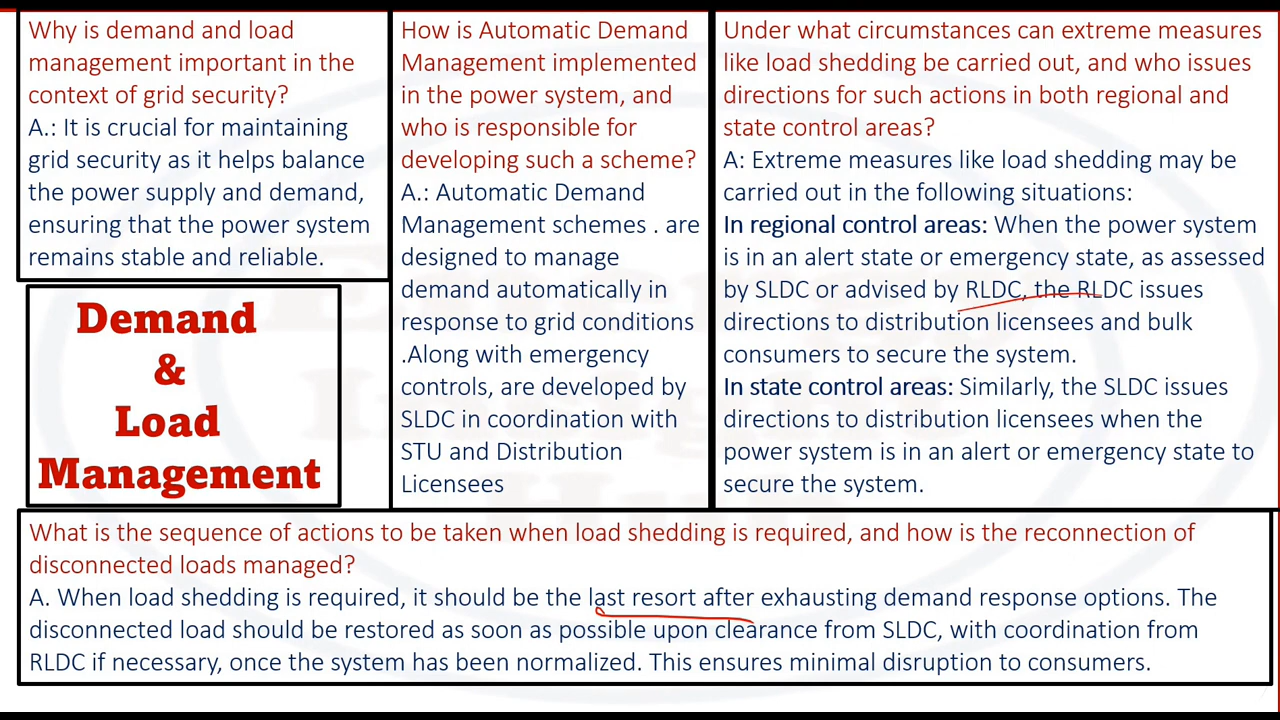 Why is demand and load
management important in the
context of grid security?
A.: It is crucial for maintaining
grid security as it helps balance
the power supply and demand,
ensuring that the power system
remains stable and reliable.
Demand
&
Load
Management
How is Automatic Demand
Management implemented
in the power system, and
who is responsible for
developing such a scheme?
A.: Automatic Demand
Management schemes . are
designed to manage
demand automatically in
response to grid conditions
.Along with emergency
controls, are developed by
SLDC in coordination with
STU and Distribution
Licensees
Under what circumstances can extreme measures
like load shedding be carried out, and who issues
directions for such actions in both regional and
state control areas?
A: Extreme measures like load shedding may be
carried out in the following situations:
In regional control areas: When the power system
is in an alert state or emergency state, as assessed
by SLDC or advised by RLDC, the RLDC issues
directions to distribution licensees and bulk
consumers to secure the system.
In state control areas: Similarly, the SLDC issues
directions to distribution licensees when the
power system is in an alert or emergency state to
secure the system.
What is the sequence of actions to be taken when load shedding is required, and how is the reconnection of
disconnected loads managed?
A. When load shedding is required, it should be the last resort after exhausting demand response options. The
disconnected load should be restored as soon as possible upon clearance from SLDC, with coordination from
RLDC if necessary, once the system has been normalized. This ensures minimal disruption to consumers.